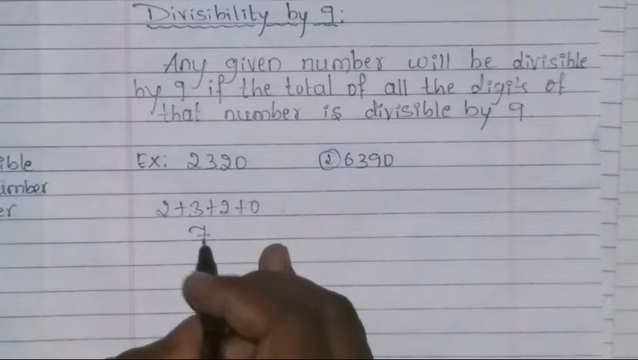 Divisibility by 9:
Any given number will be divisible
by 9 if the total of all the digits of
that number is divisible by 9.
ible
Ex: 2320
② 6390
umber
er
2+3+2+0
7